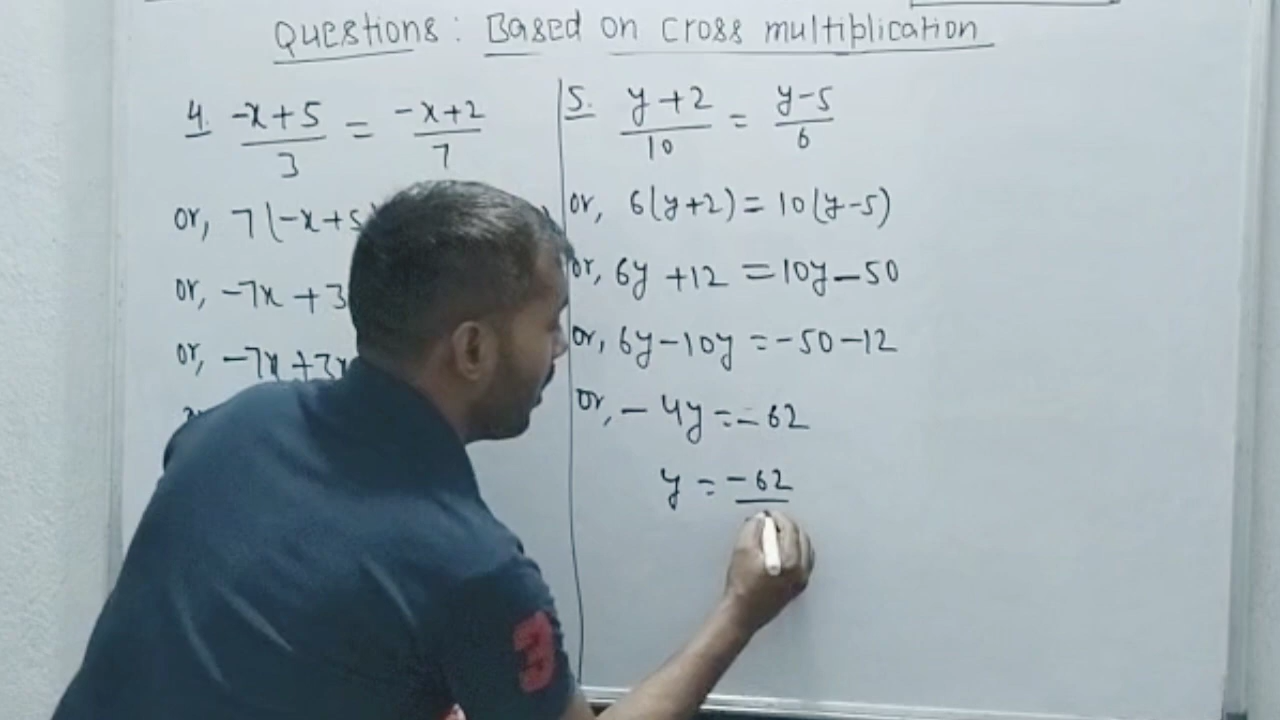 Questions : Based on cross multiplication
4. -x+5/3 = -x+2/7
or, 7(-x+5
or, -7x + 3
or, -7x+3x
5. y+2/10 = y-5/6
or, 6(y+2) = 10(y-5)
or, 6y +12 = 10y-50
or, 6y-10y = -50-12
or, - 4y = -62
y = -62
3